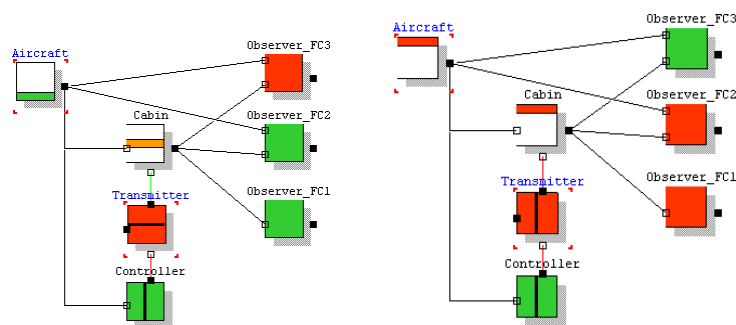 Aircraft
Observer_FC3
Cabin
Observer_FC2
Transmitter
Observer_FC1
Controller
Aircraft
Observer_FC3
Cabin
Observer_FC2
Transmitter
Observer_FC1
Controller